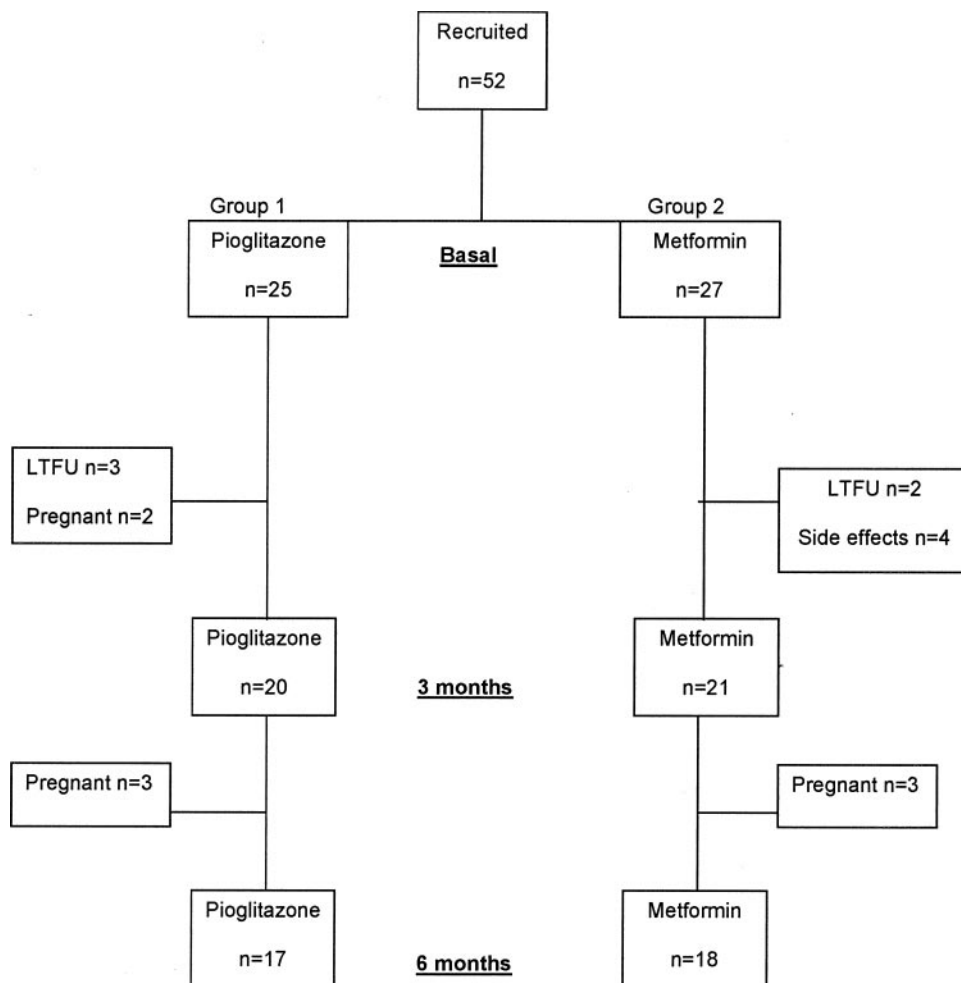 Recruited
n=52
Group 1
Group 2
Pioglitazone
n=25
Basal
Metformin
n=27
LTFU n=3
Pregnant n=2
LTFU n=2
Side effects n=4
Pioglitazone
n=20
3 months
Metformin
n=21
Pregnant n=3
Pregnant n=3
Pioglitazone
n=17
6 months
Metformin
n=18